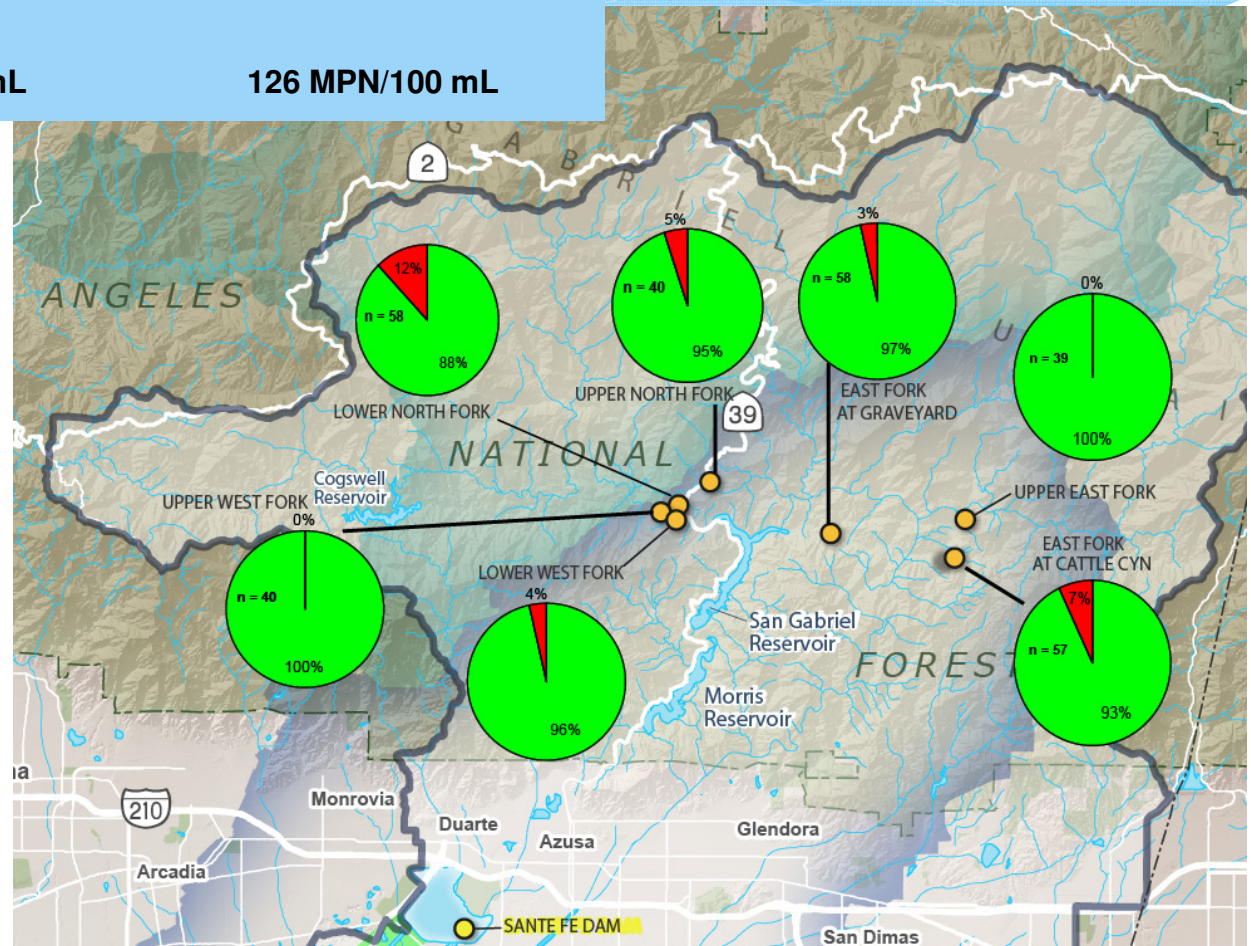 mL
126 MPN/100 mL
GABRIEL
2
5%
3%
12%
n = 58
88%
n = 40
95%
n = 58
97%
0%
n = 39
100%
ANGELES
LOWER NORTH FORK
UPPER NORTH FORK
39
EAST FORK
AT GRAVEYARD
NATIONAL
Cogswell
Reservoir
UPPER WEST FORK
0%
n = 40
100%
UPPER EAST FORK
EAST FORK
AT CATTLE CYN
7%
n = 57
93%
LOWER WEST FORK
4%
96%
San Gabriel
Reservoir
FOREST
Morris
Reservoir
210
Monrovia
Duarte
Azusa
Glendora
Arcadia
SANTE FE DAM
San Dimas